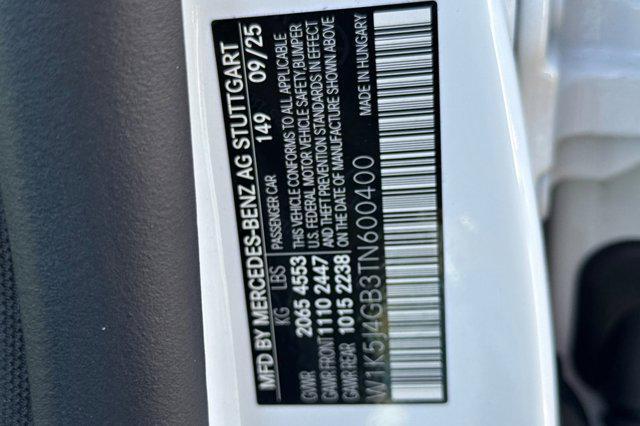 MFD BY MERCEDES-BENZ AG STUTTGART
149 09/25
KG LBS PASSENGER CAR
GVWR 2065 4553 THIS VEHICLE CONFORMS TO ALL APPLICABLE
U.S. FEDERAL MOTOR VEHICLE SAFETY, BUMPER
GAWR FRONT 1110 2447 AND THEFT PREVENTION STANDARDS IN EFFECT
GAWR REAR 1015 2238 ON THE DATE OF MANUFACTURE SHOWN ABOVE
MADE IN HUNGARY
W1K5J4GB3TN600400